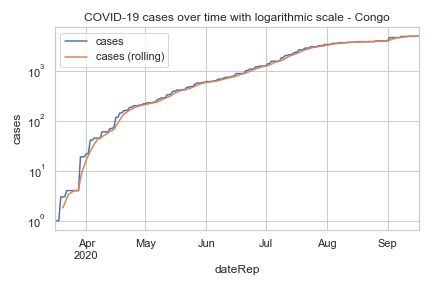 COVID-19 cases over time with logarithmic scale - Congo
cases
cases (rolling)
10³
10²
10¹
10⁰
cases
Apr
2020
May
Jun
Jul
Aug
Sep
dateRep